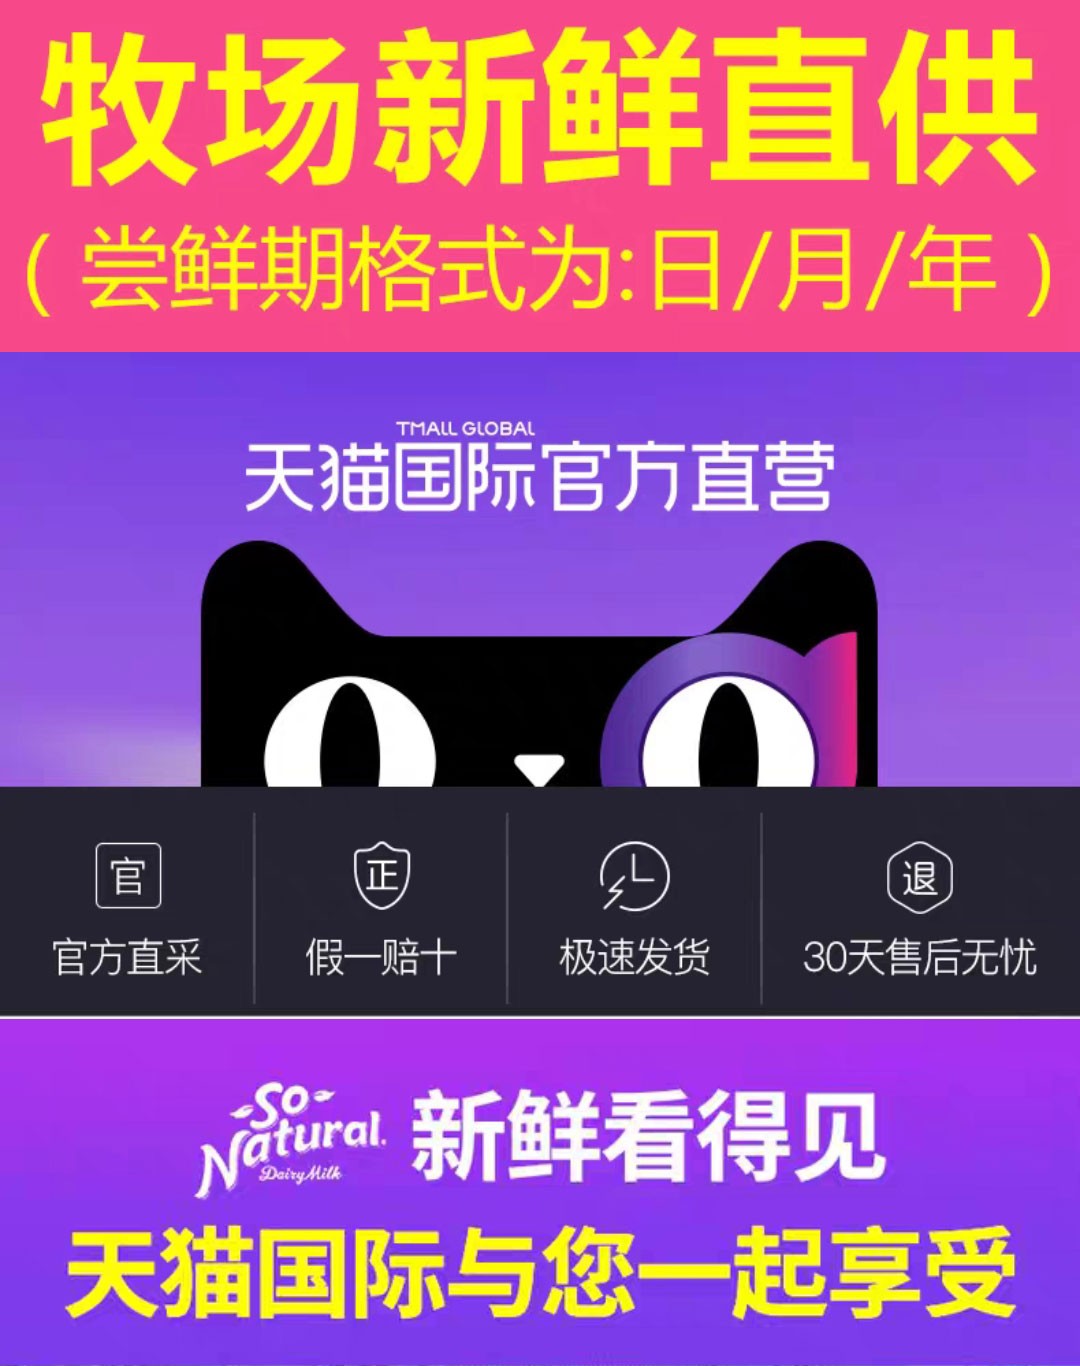 牧场新鲜直供
(尝鲜期格式为:日/月/年)
TMALL GLOBAL
天猫国际官方直营
官
正
退
官方直采
假一赔十
极速发货
30天售后无忧
So
Natural.
Dairy Milk
新鲜看得见
天猫国际与您一起享受